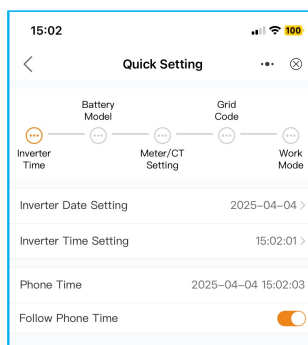 15:02
100
Quick Setting
Battery
Model
Grid
Code
Inverter
Time
Meter/CT
Setting
Work
Mode
Inverter Date Setting 2025-04-04
Inverter Time Setting 15:02:01
Phone Time 2025-04-04 15:02:03
Follow Phone Time